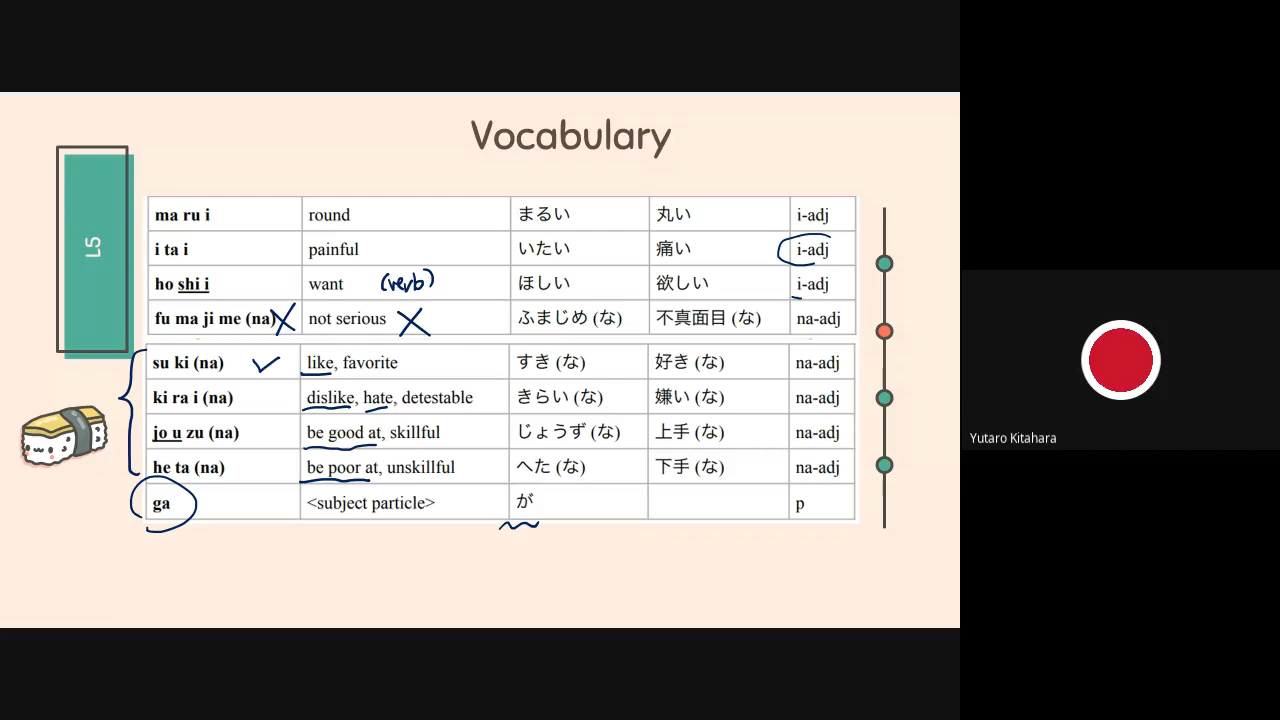 Vocabulary
L5
ma ru i round まるい 丸い i-adj
i ta i painful いたい 痛い i-adj
ho shi i want (verb) ほしい 欲しい i-adj
fu ma ji me (na) not serious ふまじめ (な) 不真面目 (な) na-adj
su ki (na) like, favorite すき (な) 好き (な) na-adj
ki ra i (na) dislike, hate, detestable きらい (な) 嫌い (な) na-adj
jo u zu (na) be good at, skillful じょうず (な) 上手 (な) na-adj
he ta (na) be poor at, unskillful へた (な) 下手 (な) na-adj
ga <subject particle> が p
Yutaro Kitahara